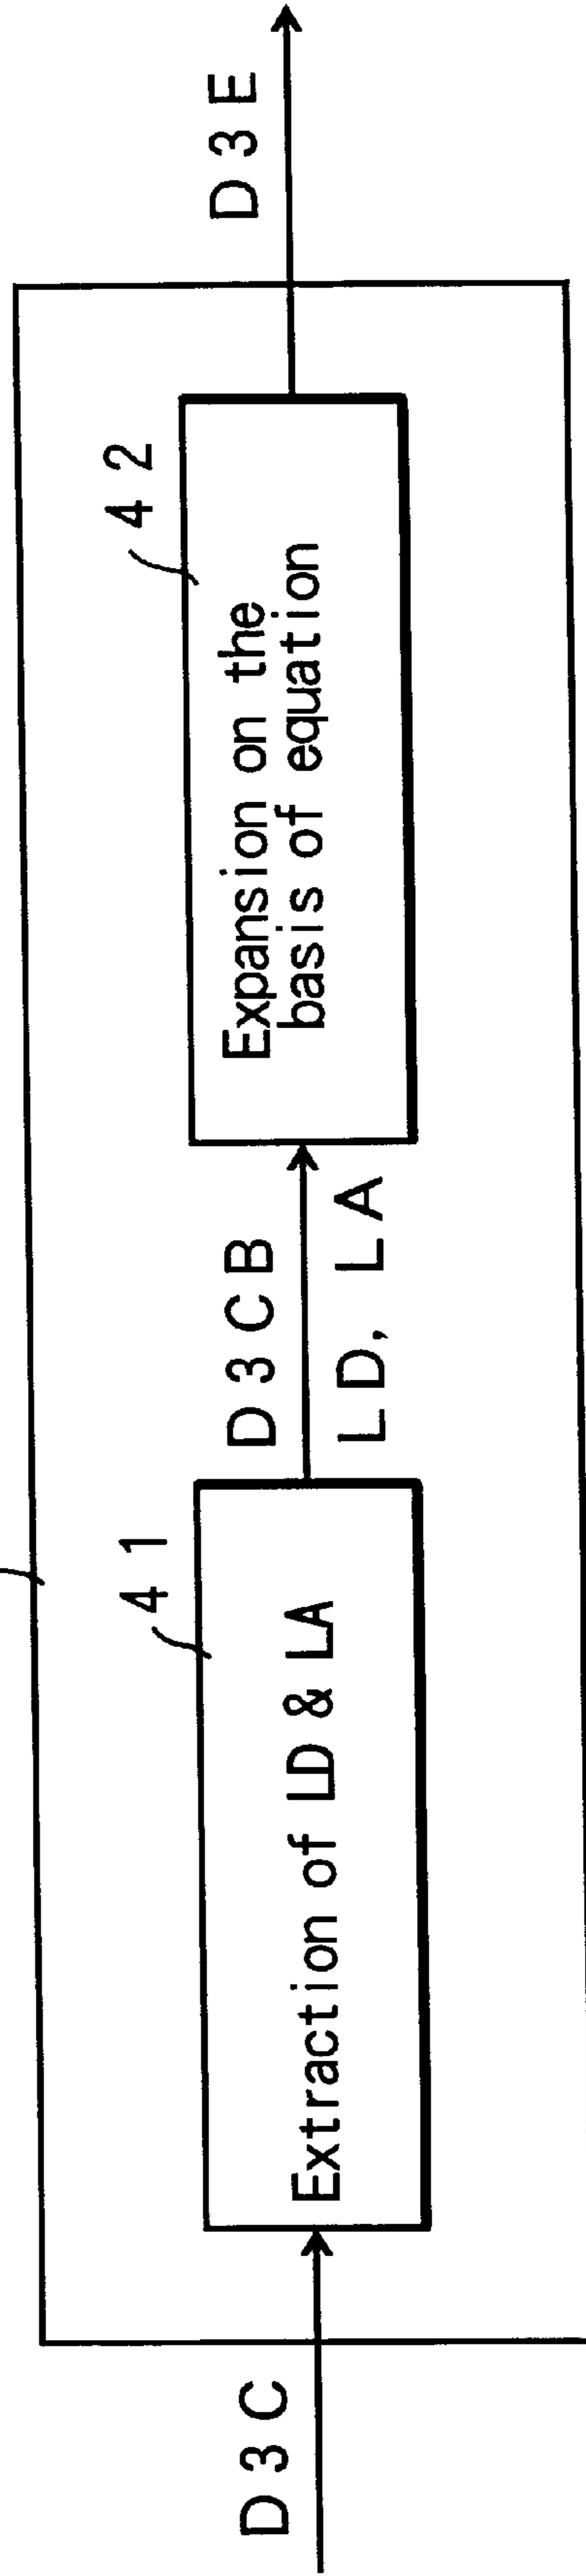 D3C
41
Extraction of LD & LA
D3CB
LD, LA
42
Expansion on the
basis of equation
D3E